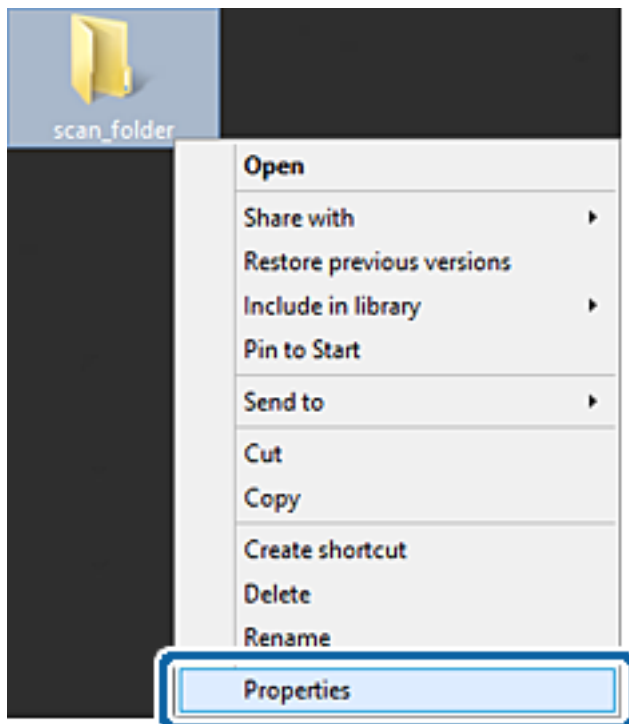 scan_folder
Open
Share with
Restore previous versions
Include in library
Pin to Start
Send to
Cut
Copy
Create shortcut
Delete
Rename
Properties